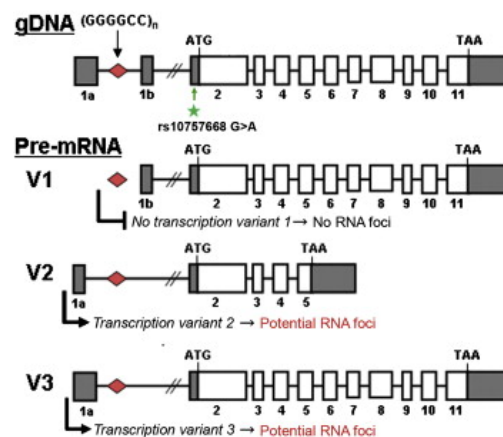 gDNA (GGGGCC)n
ATG TAA
1a 1b 2 3 4 5 6 7 8 9 10 11
rs10757668 G>A
Pre-mRNA
V1 ATG TAA
1b 2 3 4 5 6 7 8 9 10 11
No transcription variant 1→ No RNA foci
V2 ATG TAA
1a 2 3 4 5
Transcription variant 2 → Potential RNA foci
V3 ATG TAA
1a 2 3 4 5 6 7 8 9 10 11
Transcription variant 3 → Potential RNA foci